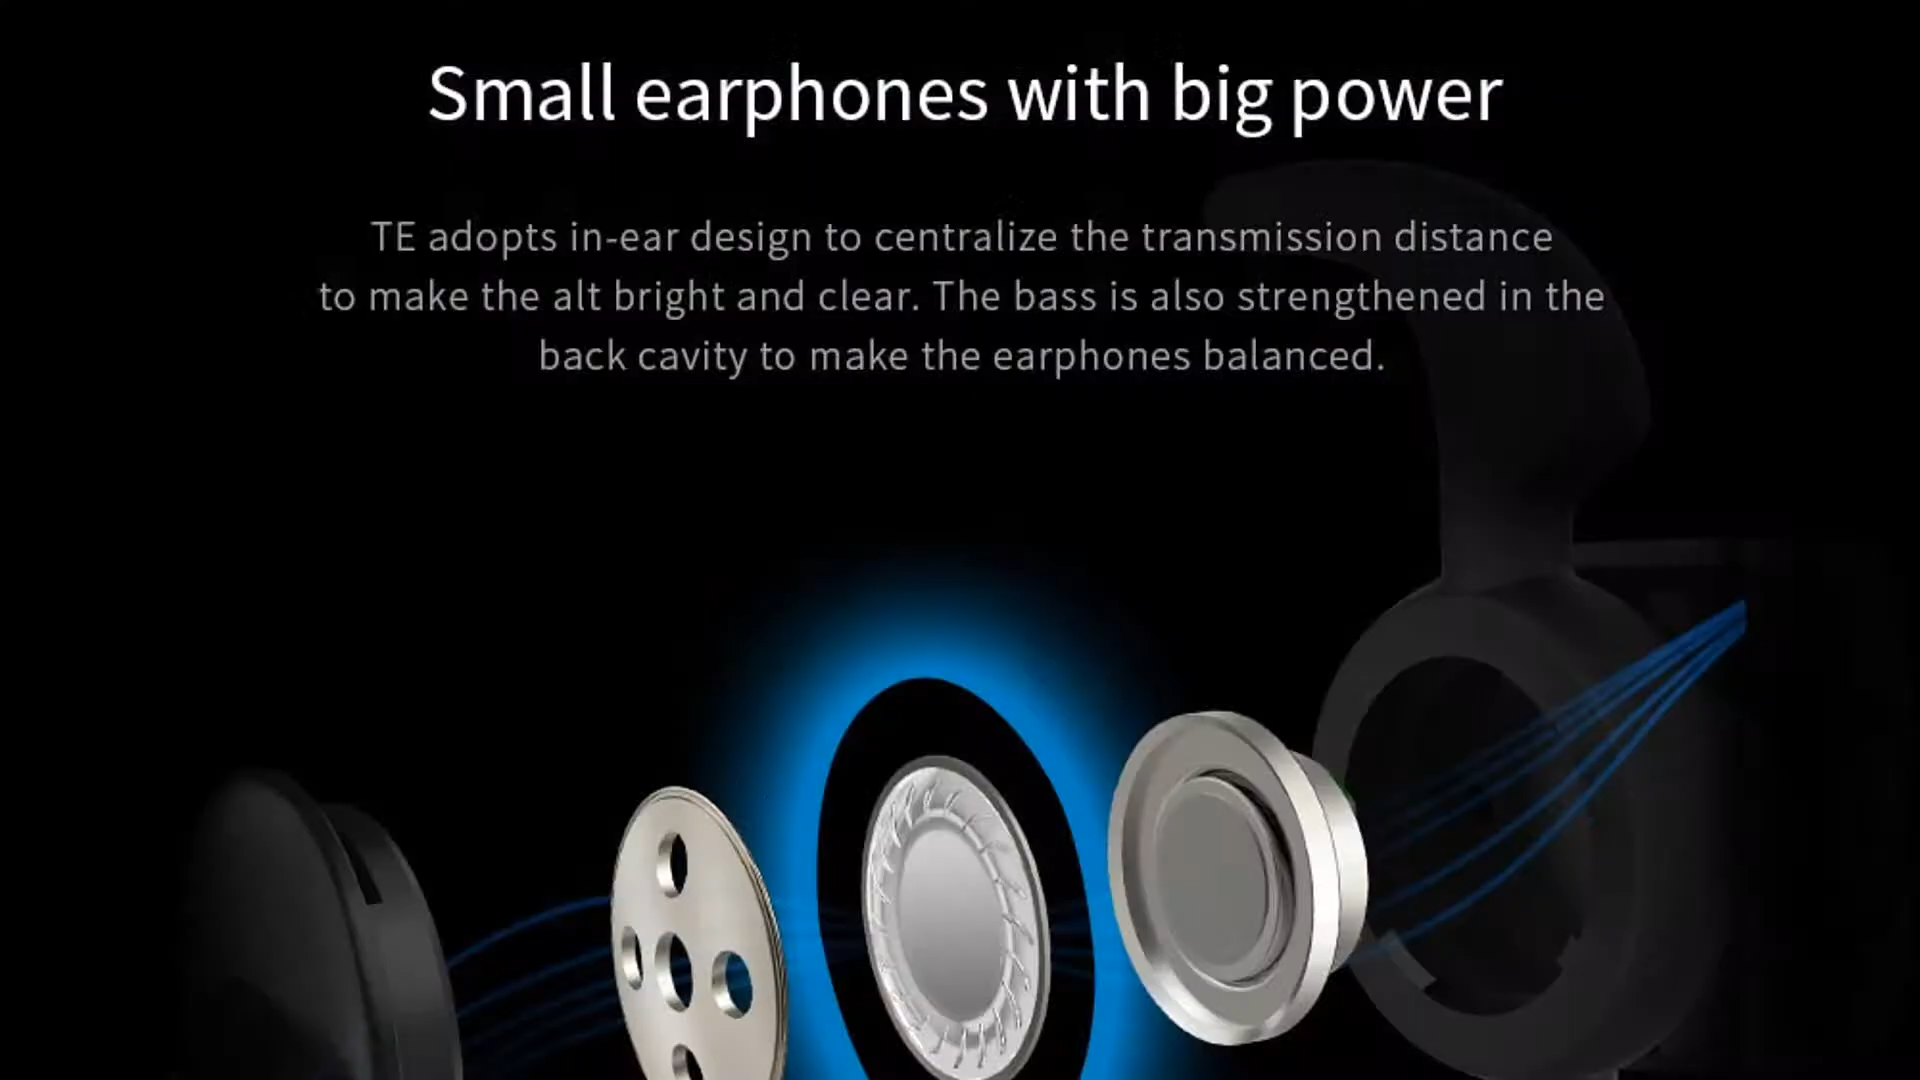 Small earphones with big power
TE adopts in-ear design to centralize the transmission distance
to make the alt bright and clear. The bass is also strengthened in the
back cavity to make the earphones balanced.